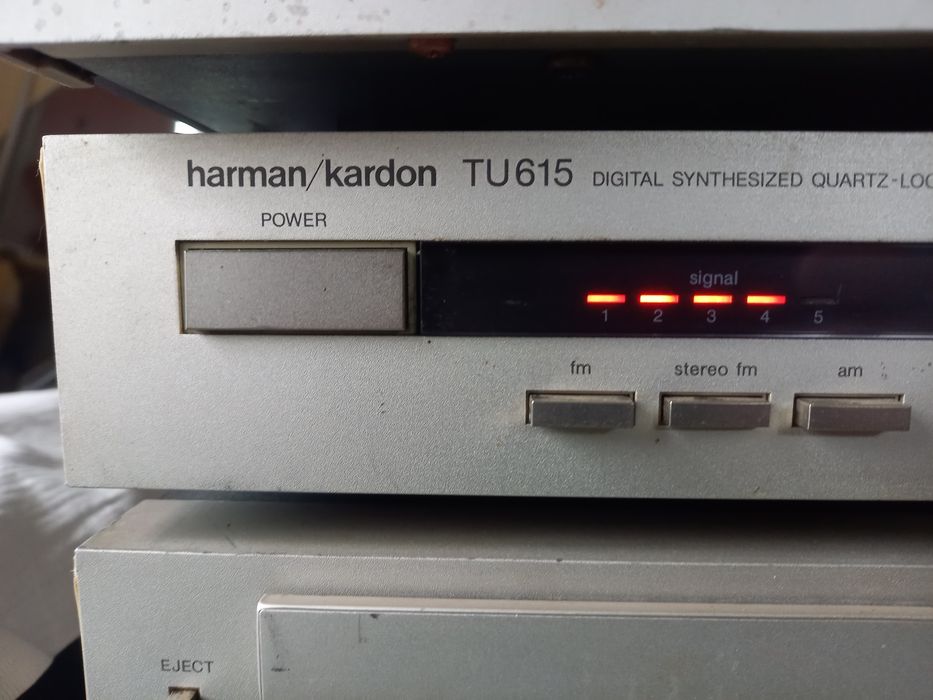 harman/kardon TU615 DIGITAL SYNTHESIZED QUARTZ-LOC
POWER
signal
1 2 3 4 5
fm stereo fm am
EJECT